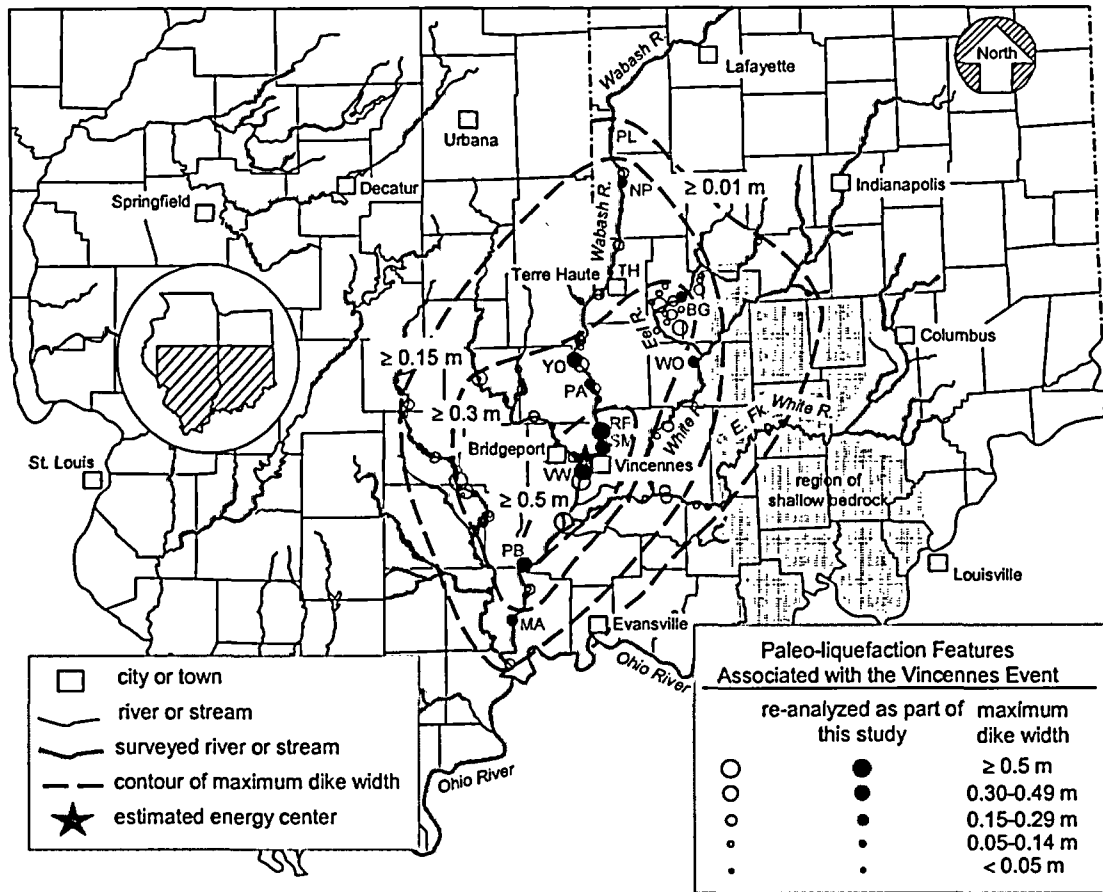 North
Wabash R.
Lafayette
Urbana
PL
Decatur
NP
≥ 0.01 m
Indianapolis
Springfield
Wabash R.
Terre Haute
TH
Eel R.
BG
Columbus
≥ 0.15 m
YO
WO
PA
≥ 0.3 m
E. Fk. White R.
RF
White R.
SM
Bridgeport
St. Louis
VW
Vincennes
region of
shallow bedrock
≥ 0.5 m
PB
Louisville
MA
Evansville
Ohio River
Ohio River
city or town
river or stream
surveyed river or stream
contour of maximum dike width
estimated energy center
Paleo-liquefaction Features
Associated with the Vincennes Event
re-analyzed as part of
this study
maximum
dike width
≥ 0.5 m
0.30-0.49 m
0.15-0.29 m
0.05-0.14 m
< 0.05 m